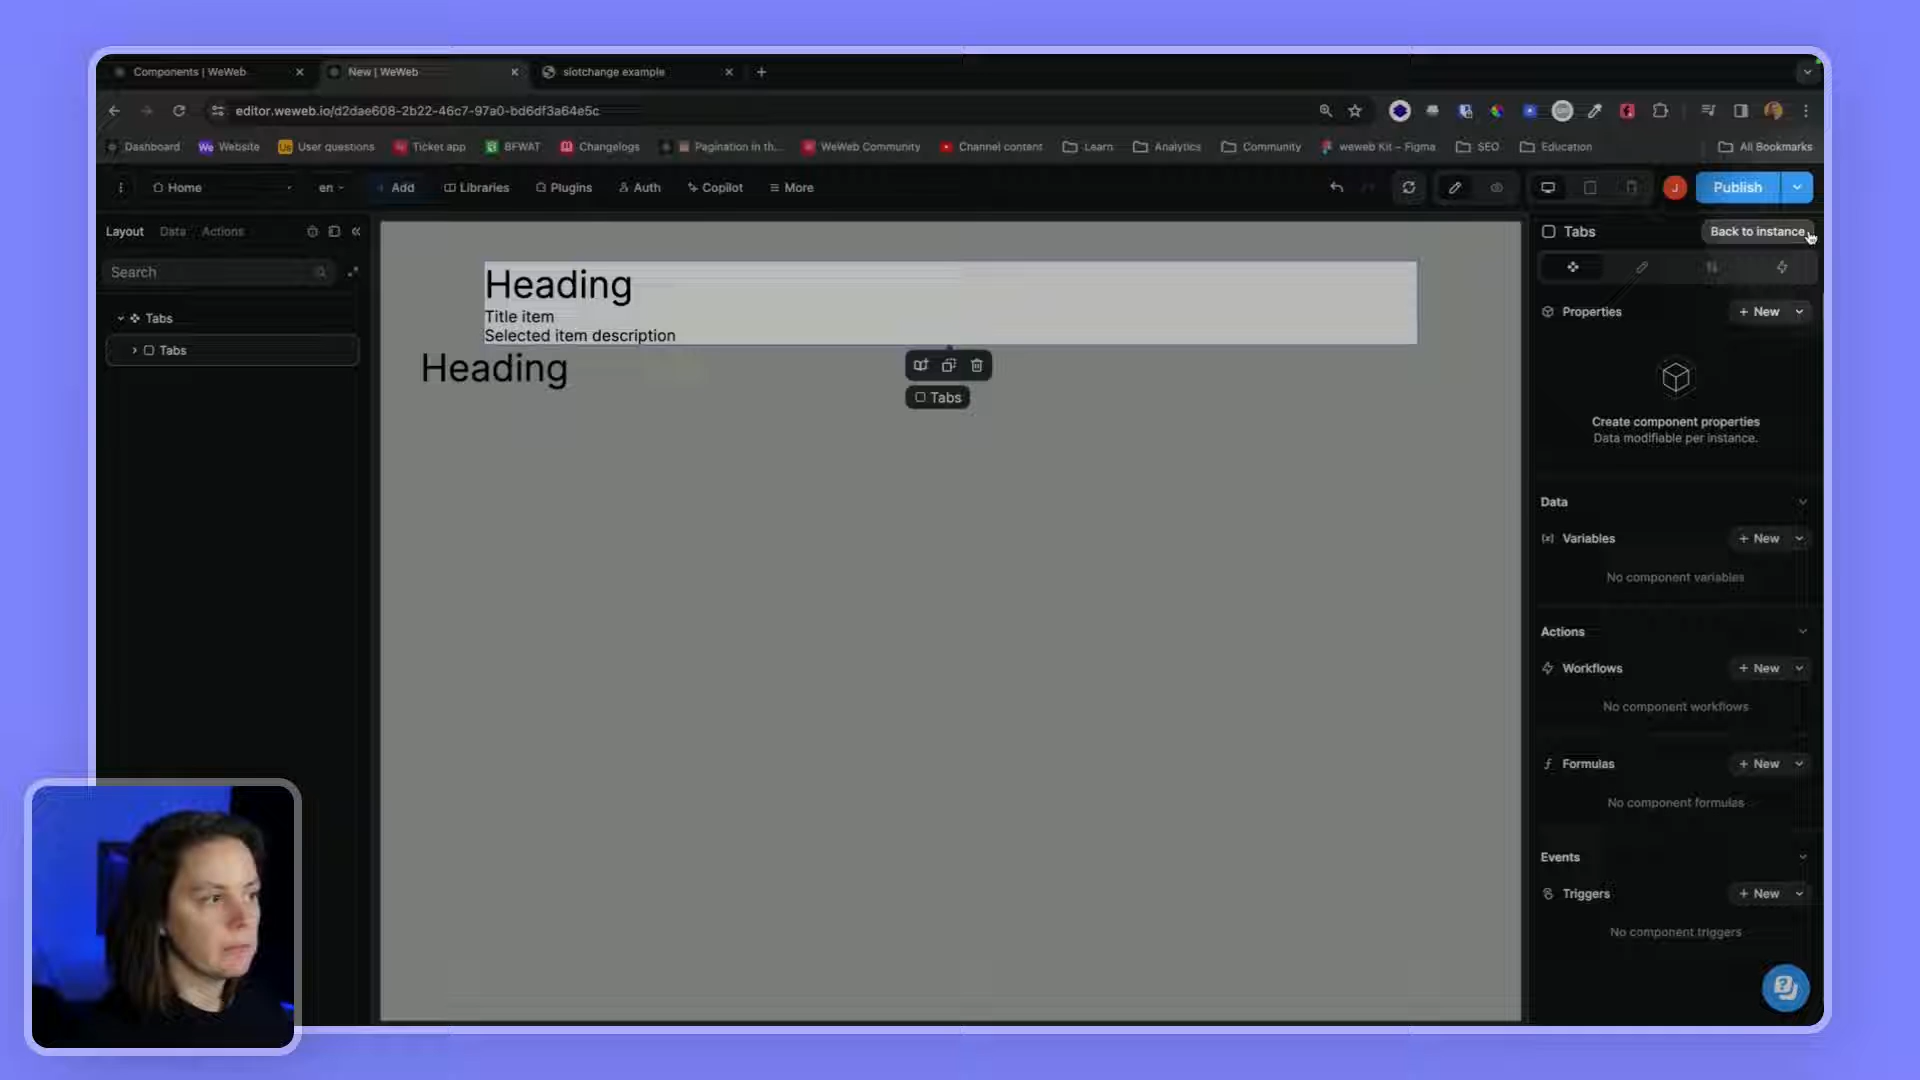 Components | WeWeb
New | WeWeb
slotchange example
editor.weweb.io/d2dae608-2b22-46c7-97a0-bd6df3a64e5c
Dashboard
We Website
Us User questions
Ticket app
BFWAT
Changelogs
Pagination in th...
WeWeb Community
Channel content
Learn
Analytics
Community
weweb Kit – Figma
SEO
Education
All Bookmarks
Home
en
Add
Libraries
Plugins
Auth
Copilot
More
J
Publish
Layout
Data
Actions
Search
Tabs
Tabs
Heading
Title item
Selected item description
Heading
Tabs
Tabs
Back to instance
Properties
+ New
Create component properties
Data modifiable per instance.
Data
Variables
+ New
No component variables
Actions
Workflows
+ New
No component workflows
Formulas
+ New
No component formulas
Events
Triggers
+ New
No component triggers